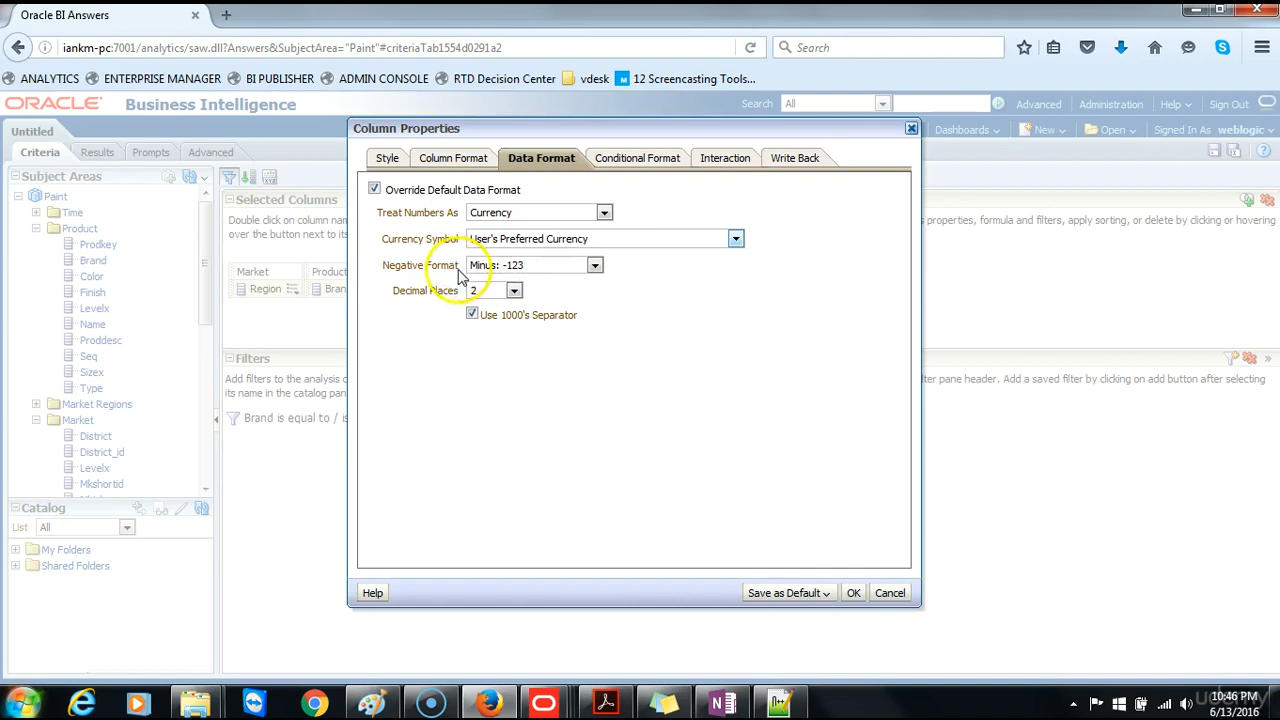 Oracle BI Answers
iankm-pc:7001/analytics/saw.dll?Answers&SubjectArea="Paint"#criteriaTab1554d0291a2
Search
ANALYTICS ENTERPRISE MANAGER BI PUBLISHER ADMIN CONSOLE RTD Decision Center vdesk 12 Screencasting Tools...
ORACLE Business Intelligence
Search All Advanced Administration Help Sign Out
Untitled
Dashboards New Open Signed In As weblogic
Criteria Results Prompts Advanced
Subject Areas
Paint
Time
Product
Prodkey
Brand
Color
Finish
Levelx
Name
Proddesc
Seq
Sizex
Type
Market Regions
Market
District
District_id
Levelx
Mkshortid
Catalog
List All
My Folders
Shared Folders
Selected Columns
Double click on column nam
over the button next to its
s properties, formula and filters, apply sorting, or delete by clicking or hovering
Market
Region
Product
Bran
Filters
Add filters to the analysis c
its name in the catalog pan
ter pane header. Add a saved filter by clicking on add button after selecting
Brand is equal to / is
Column Properties
Style Column Format Data Format Conditional Format Interaction Write Back
Override Default Data Format
Treat Numbers As Currency
Currency Symbol User's Preferred Currency
Negative Format Minus: -123
Decimal Places 2
Use 1000's Separator
Help Save as Default OK Cancel
10:46 PM
6/13/2016
udemy